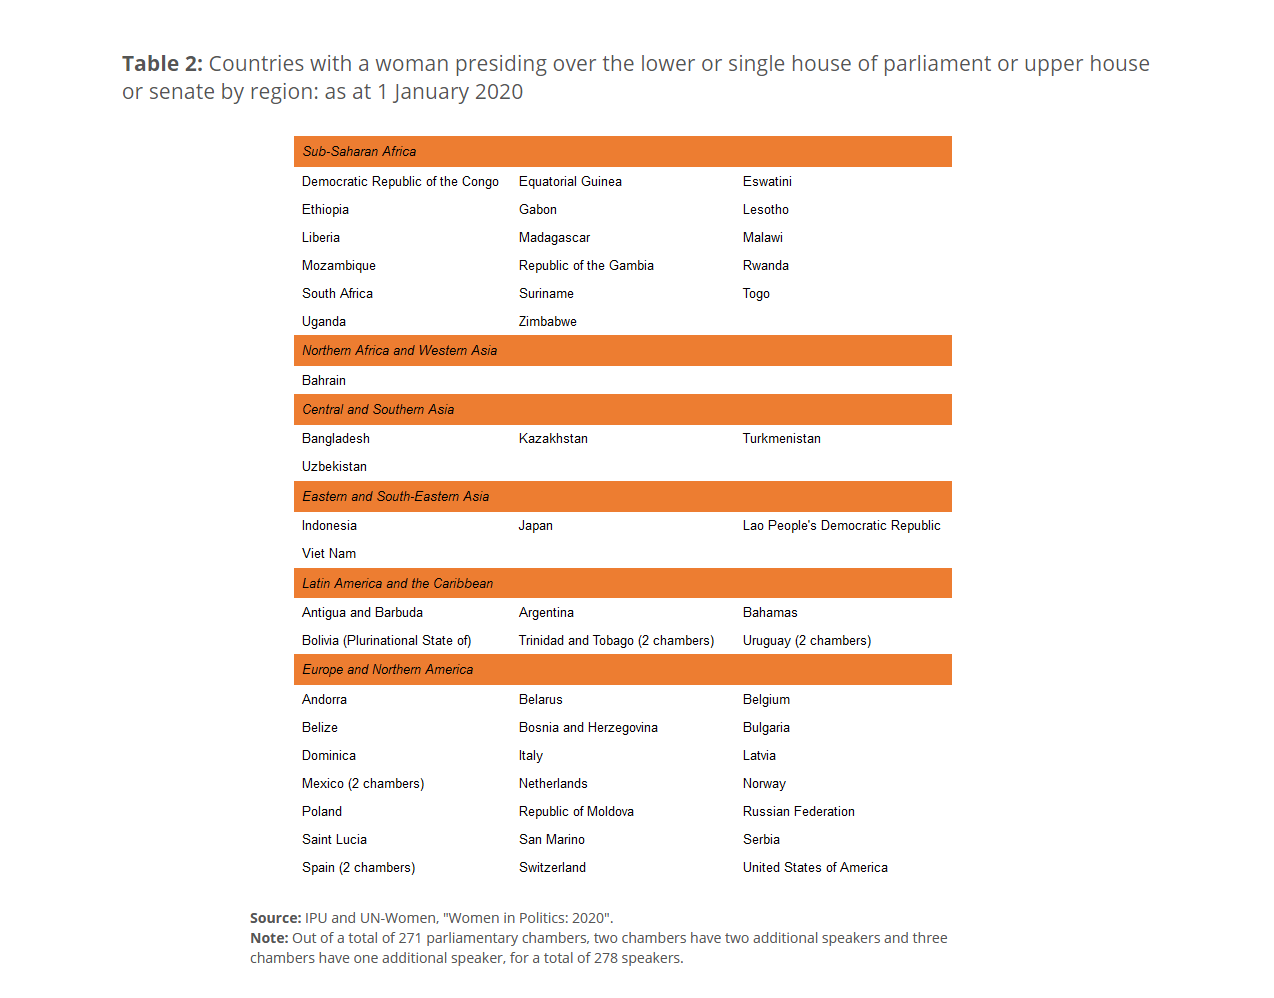 Table 2: Countries with a woman presiding over the lower or single house of parliament or upper house
or senate by region: as at 1 January 2020
Sub-Saharan Africa
Democratic Republic of the Congo Equatorial Guinea Eswatini
Ethiopia Gabon Lesotho
Liberia Madagascar Malawi
Mozambique Republic of the Gambia Rwanda
South Africa Suriname Togo
Uganda Zimbabwe
Northern Africa and Western Asia
Bahrain
Central and Southern Asia
Bangladesh Kazakhstan Turkmenistan
Uzbekistan
Eastern and South-Eastern Asia
Indonesia Japan Lao People's Democratic Republic
Viet Nam
Latin America and the Caribbean
Antigua and Barbuda Argentina Bahamas
Bolivia (Plurinational State of) Trinidad and Tobago (2 chambers) Uruguay (2 chambers)
Europe and Northern America
Andorra Belarus Belgium
Belize Bosnia and Herzegovina Bulgaria
Dominica Italy Latvia
Mexico (2 chambers) Netherlands Norway
Poland Republic of Moldova Russian Federation
Saint Lucia San Marino Serbia
Spain (2 chambers) Switzerland United States of America
Source: IPU and UN-Women, "Women in Politics: 2020".
Note: Out of a total of 271 parliamentary chambers, two chambers have two additional speakers and three
chambers have one additional speaker, for a total of 278 speakers.